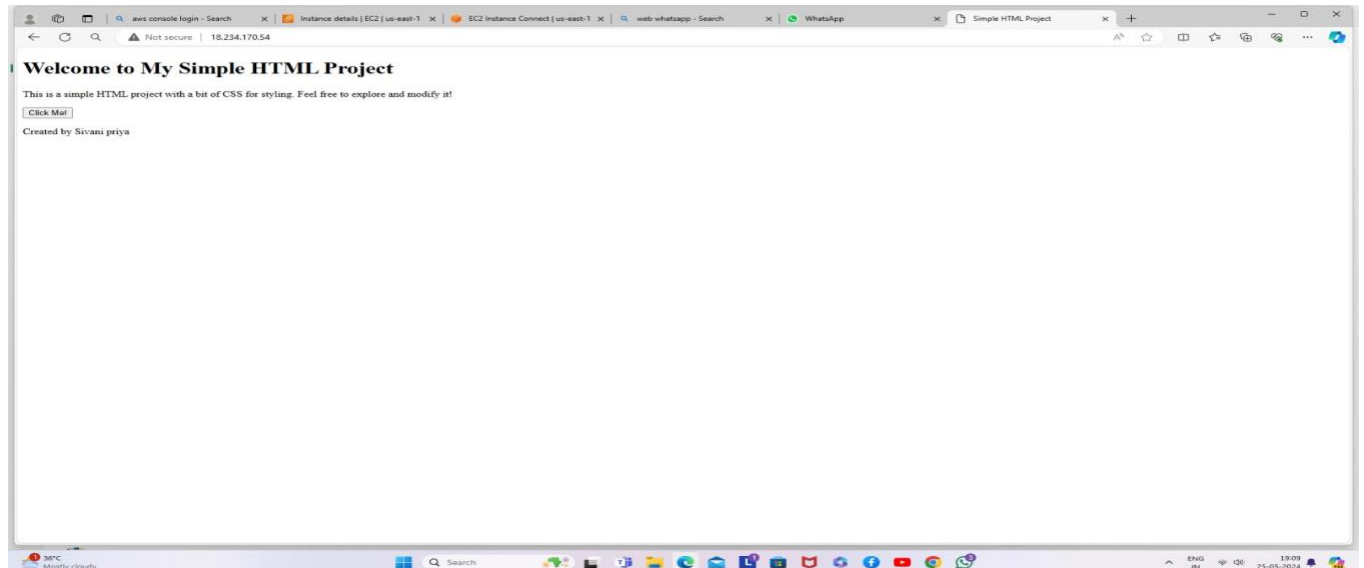 aws console login - Search
Instance details | EC2 | us-east-1
EC2 Instance Connect | us-east-1
web whatsapp - Search
WhatsApp
Simple HTML Project
Not secure | 18.234.170.54
Welcome to My Simple HTML Project
This is a simple HTML project with a bit of CSS for styling. Feel free to explore and modify it!
Click Me!
Created by Sivani priya
36°C
Mostly cloudy
Search
ENG
IN
19:09
25-05-2024